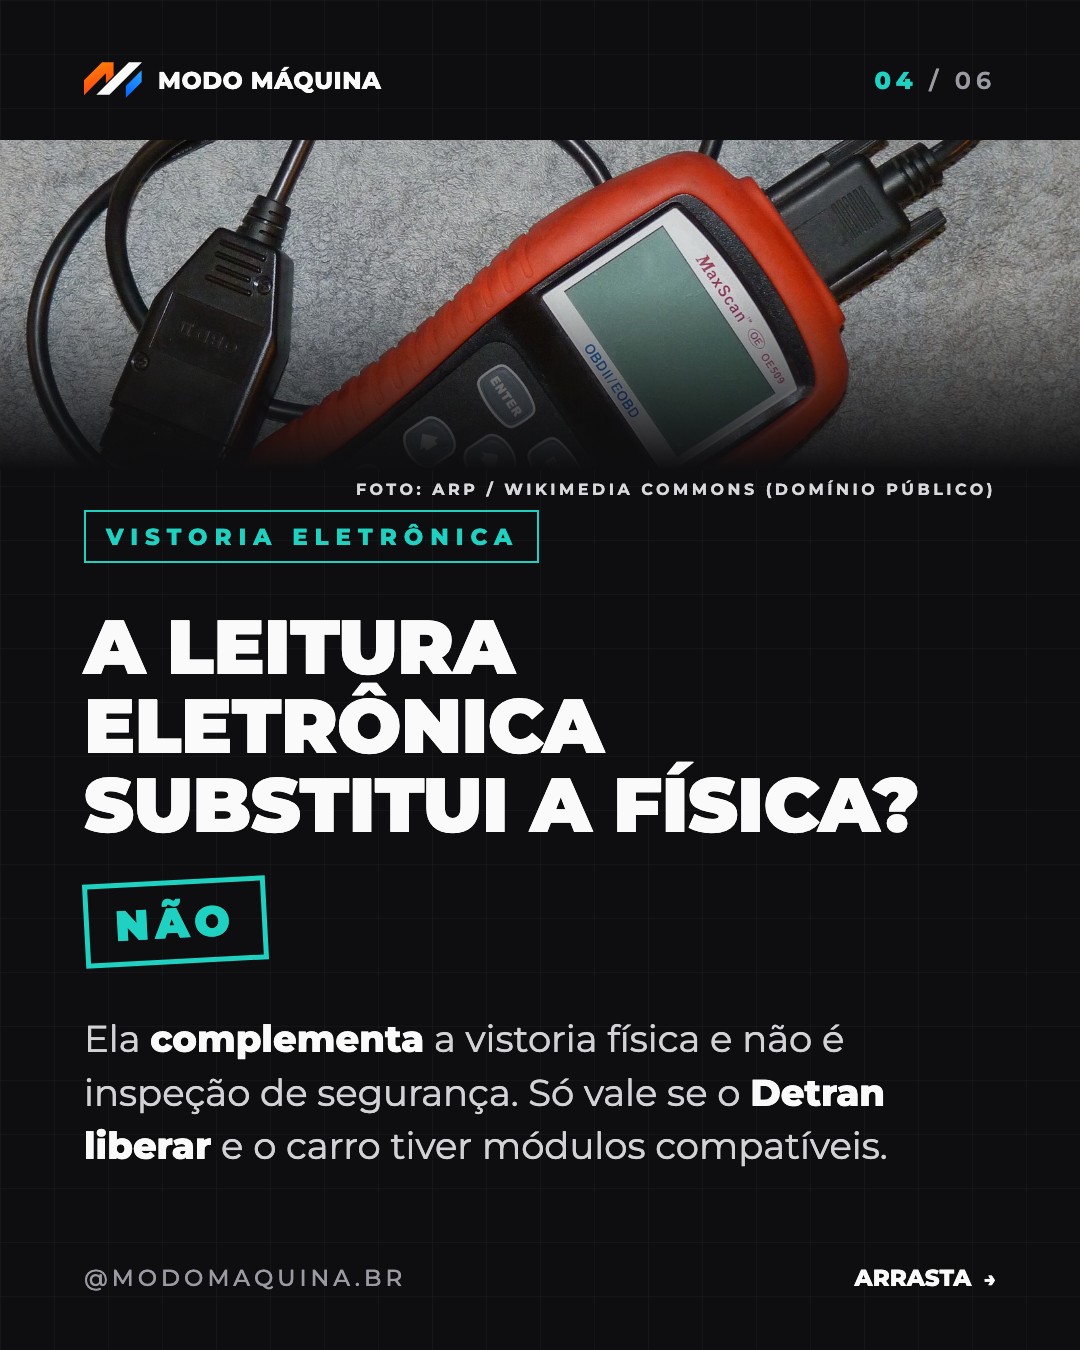 MODO MÁQUINA
04 / 06
MaxScan™ OE OE509
OBDII/EOBD
ENTER
FOTO: ARP / WIKIMEDIA COMMONS (DOMÍNIO PÚBLICO)
VISTORIA ELETRÔNICA
A LEITURA
ELETRÔNICA
SUBSTITUI A FÍSICA?
NÃO
Ela complementa a vistoria física e não é
inspeção de segurança. Só vale se o Detran
liberar e o carro tiver módulos compatíveis.
@MODOMAQUINA.BR
ARRASTA →